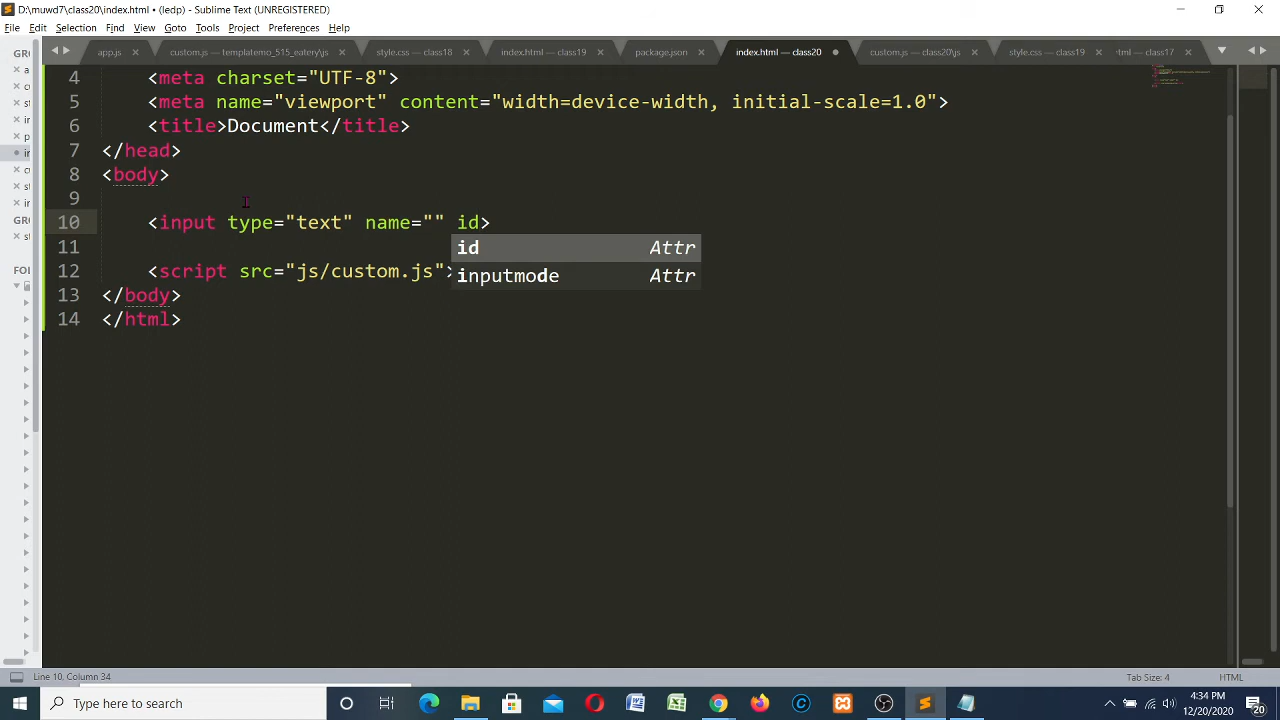 D:\muwd7\class20\index.html • (ledp) - Sublime Text (UNREGISTERED)
File Edit Selection Find View Goto Tools Project Preferences Help
app.js × custom.js — templatemo_515_eatery\js × style.css — class18 × index.html — class19 × package.json × index.html — class20 ● custom.js — class20\js × style.css — class19 × tml — class17 ×
4 <meta charset="UTF-8">
5 <meta name="viewport" content="width=device-width, initial-scale=1.0">
6 <title>Document</title>
7 </head>
8 <body>
9
10 <input type="text" name="" id>
id Attr
11
inputmode Attr
12 <script src="js/custom.js">
13 </body>
14 </html>
Line 10, Column 34
Tab Size: 4 HTML
Type here to search
4:34 PM
12/20/2020
20